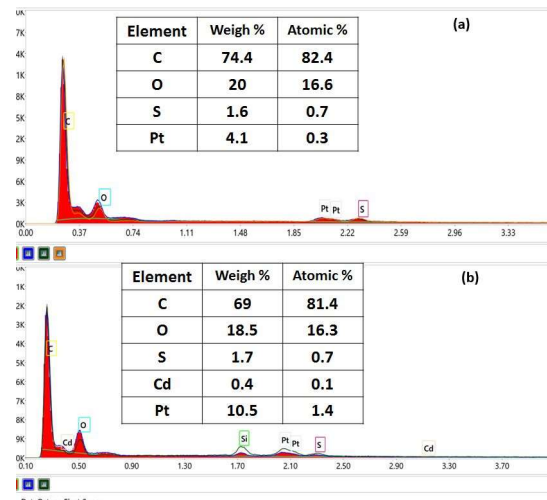 (a)
Element Weigh % Atomic %
C 74.4 82.4
O 20 16.6
S 1.6 0.7
Pt 4.1 0.3
0K
4K
1K
8K
2K
9K
6K
3K
0K
C
O
Pt Pt S
0.00 0.37 0.74 1.11 1.48 1.85 2.22 2.59 2.96 3.33
(b)
Element Weigh % Atomic %
C 69 81.4
O 18.5 16.3
S 1.7 0.7
Cd 0.4 0.1
Pt 10.5 1.4
3K
0K
7K
4K
2K
9K
6K
3K
0K
C
Cd
O
Si
Pt Pt
S
Cd
0.10 0.50 0.90 1.30 1.70 2.10 2.50 2.90 3.30 3.70